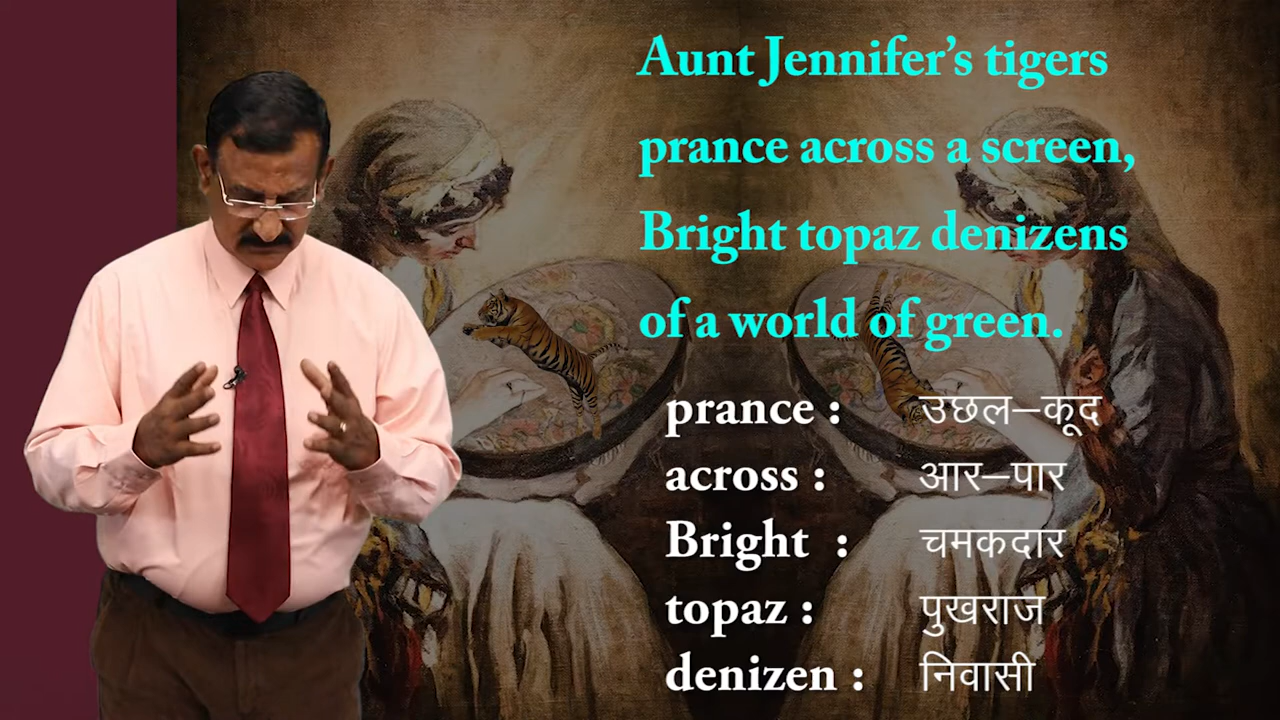 Aunt Jennifer’s tigers
prance across a screen,
Bright topaz denizens
of a world of green.
prance : उछल–कूद
across : आर–पार
Bright : चमकदार
topaz : पुखराज
denizen : निवासी